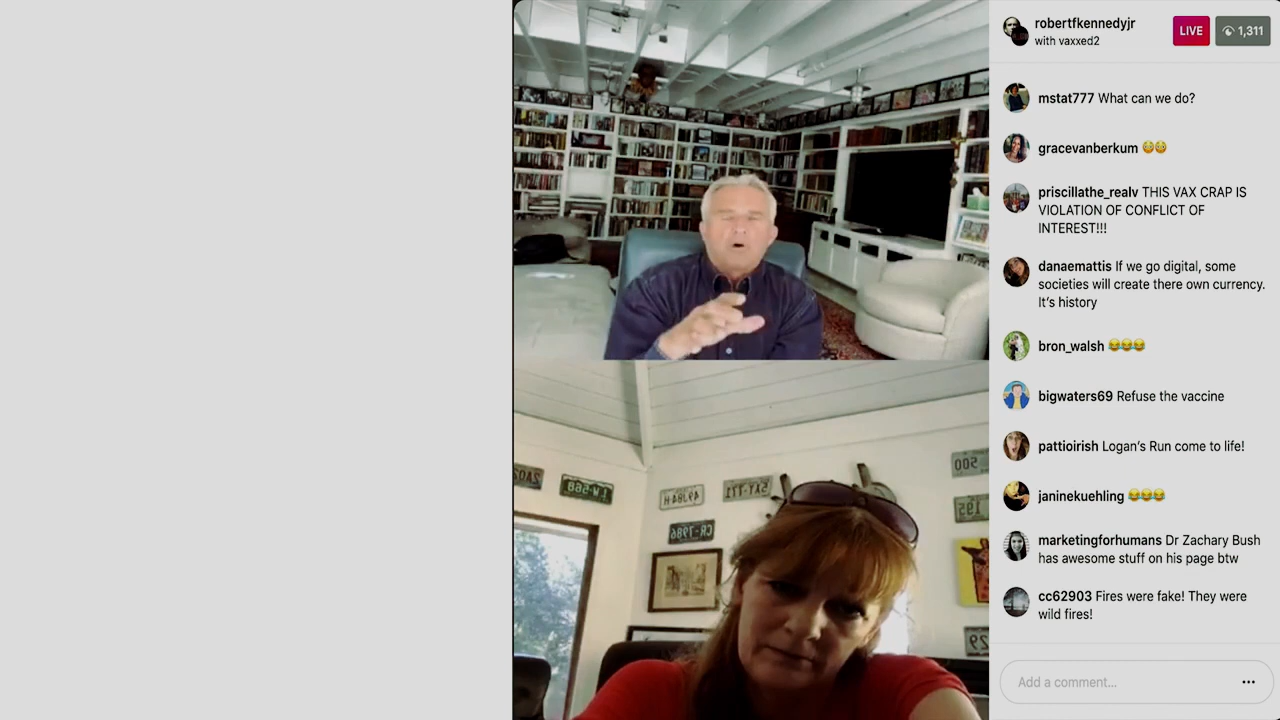 robertfkennedyjr
with vaxxed2
LIVE
1,311
mstat777 What can we do?
gracevanberkum 😳😳
priscillathe_realv THIS VAX CRAP IS
VIOLATION OF CONFLICT OF
INTEREST!!!
danaemattis If we go digital, some
societies will create there own currency.
It's history
bron_walsh 😂😂😂
bigwaters69 Refuse the vaccine
pattioirish Logan's Run come to life!
janinekuehling 😂😂😂
marketingforhumans Dr Zachary Bush
has awesome stuff on his page btw
cc62903 Fires were fake! They were
wild fires!
Add a comment...